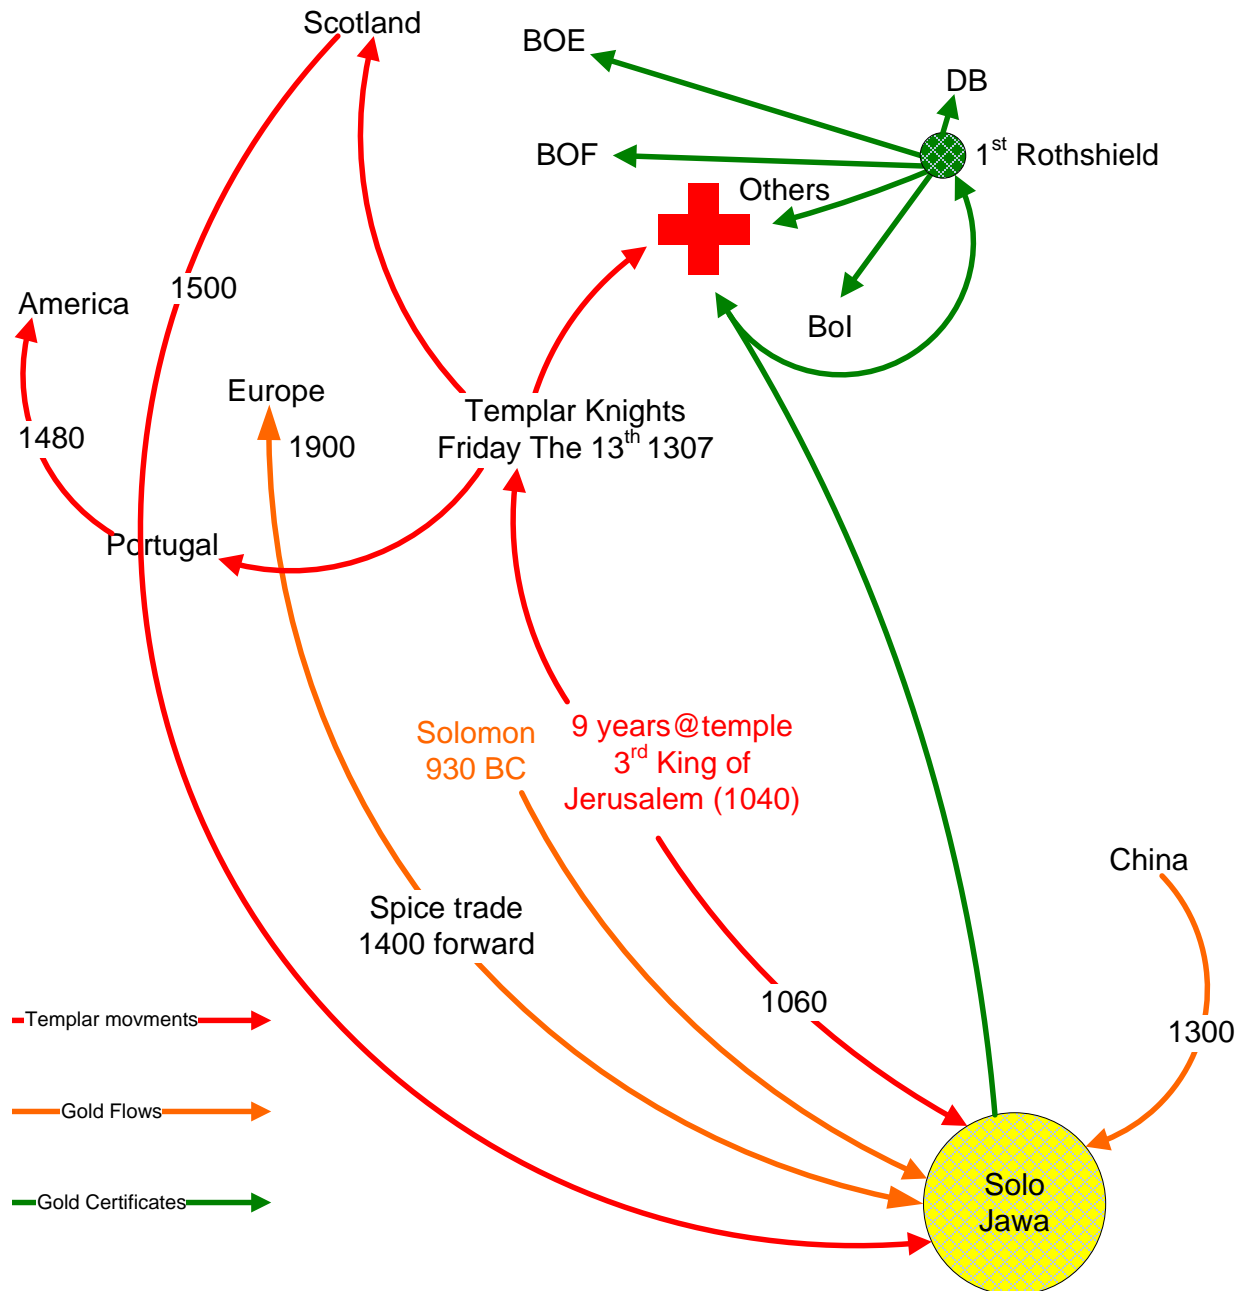 Scotland
BOE
DB
BOF
1st Rothshield
Others
1500
America
BoI
Europe
Templar Knights
1480
1900
Friday The 13th 1307
Portugal
Solomon
930 BC
9 years@temple
3rd King of
Jerusalem (1040)
China
Spice trade
1400 forward
1060
Templar movments
1300
Gold Flows
Gold Certificates
Solo
Jawa